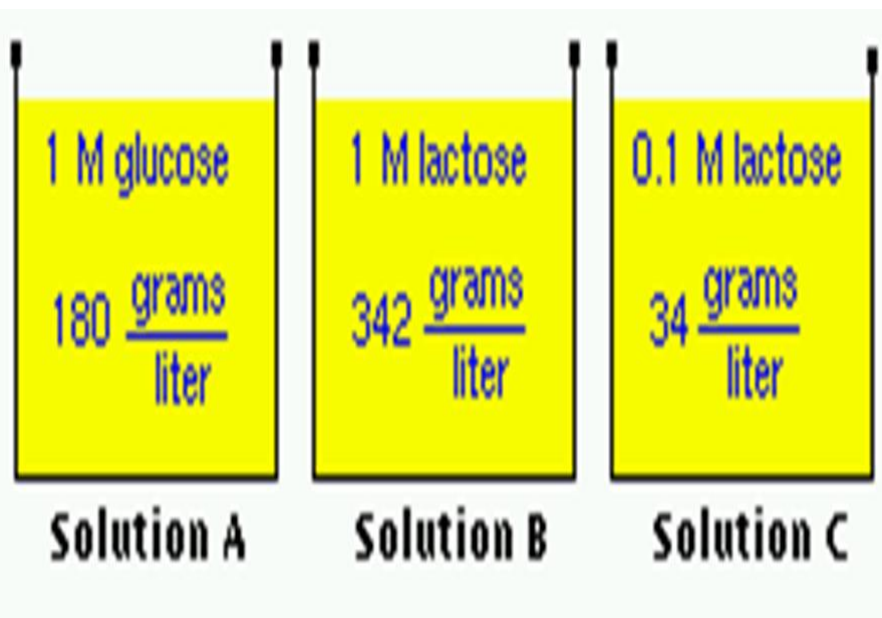 1 M glucose
180 grams
liter
Solution A
1 M lactose
342 grams
liter
Solution B
0.1 M lactose
34 grams
liter
Solution C